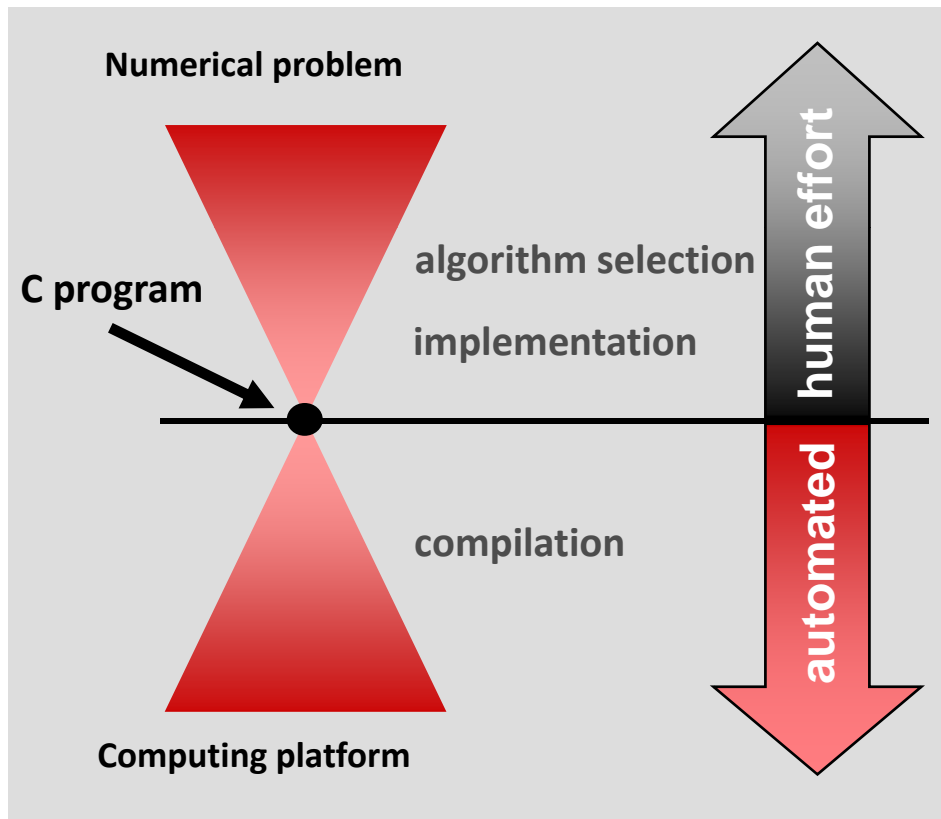 Numerical problem
human effort
algorithm selection
C program
implementation
automated
compilation
Computing platform